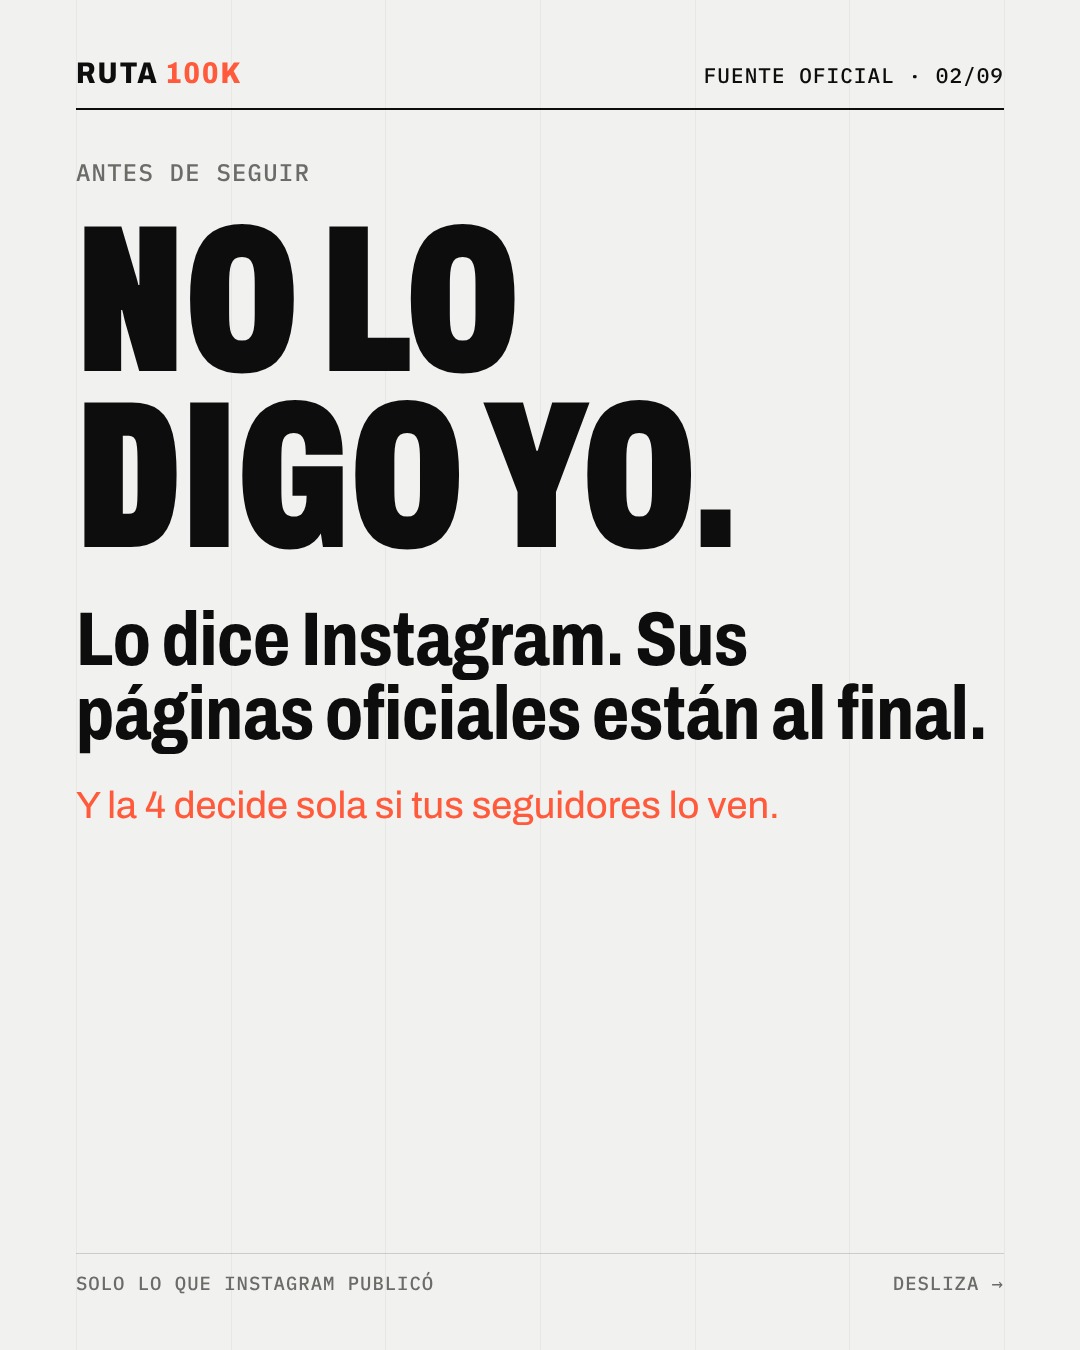 RUTA 100K
FUENTE OFICIAL · 02/09
ANTES DE SEGUIR
NO LO
DIGO YO.
Lo dice Instagram. Sus
páginas oficiales están al final.
Y la 4 decide sola si tus seguidores lo ven.
SOLO LO QUE INSTAGRAM PUBLICÓ
DESLIZA →